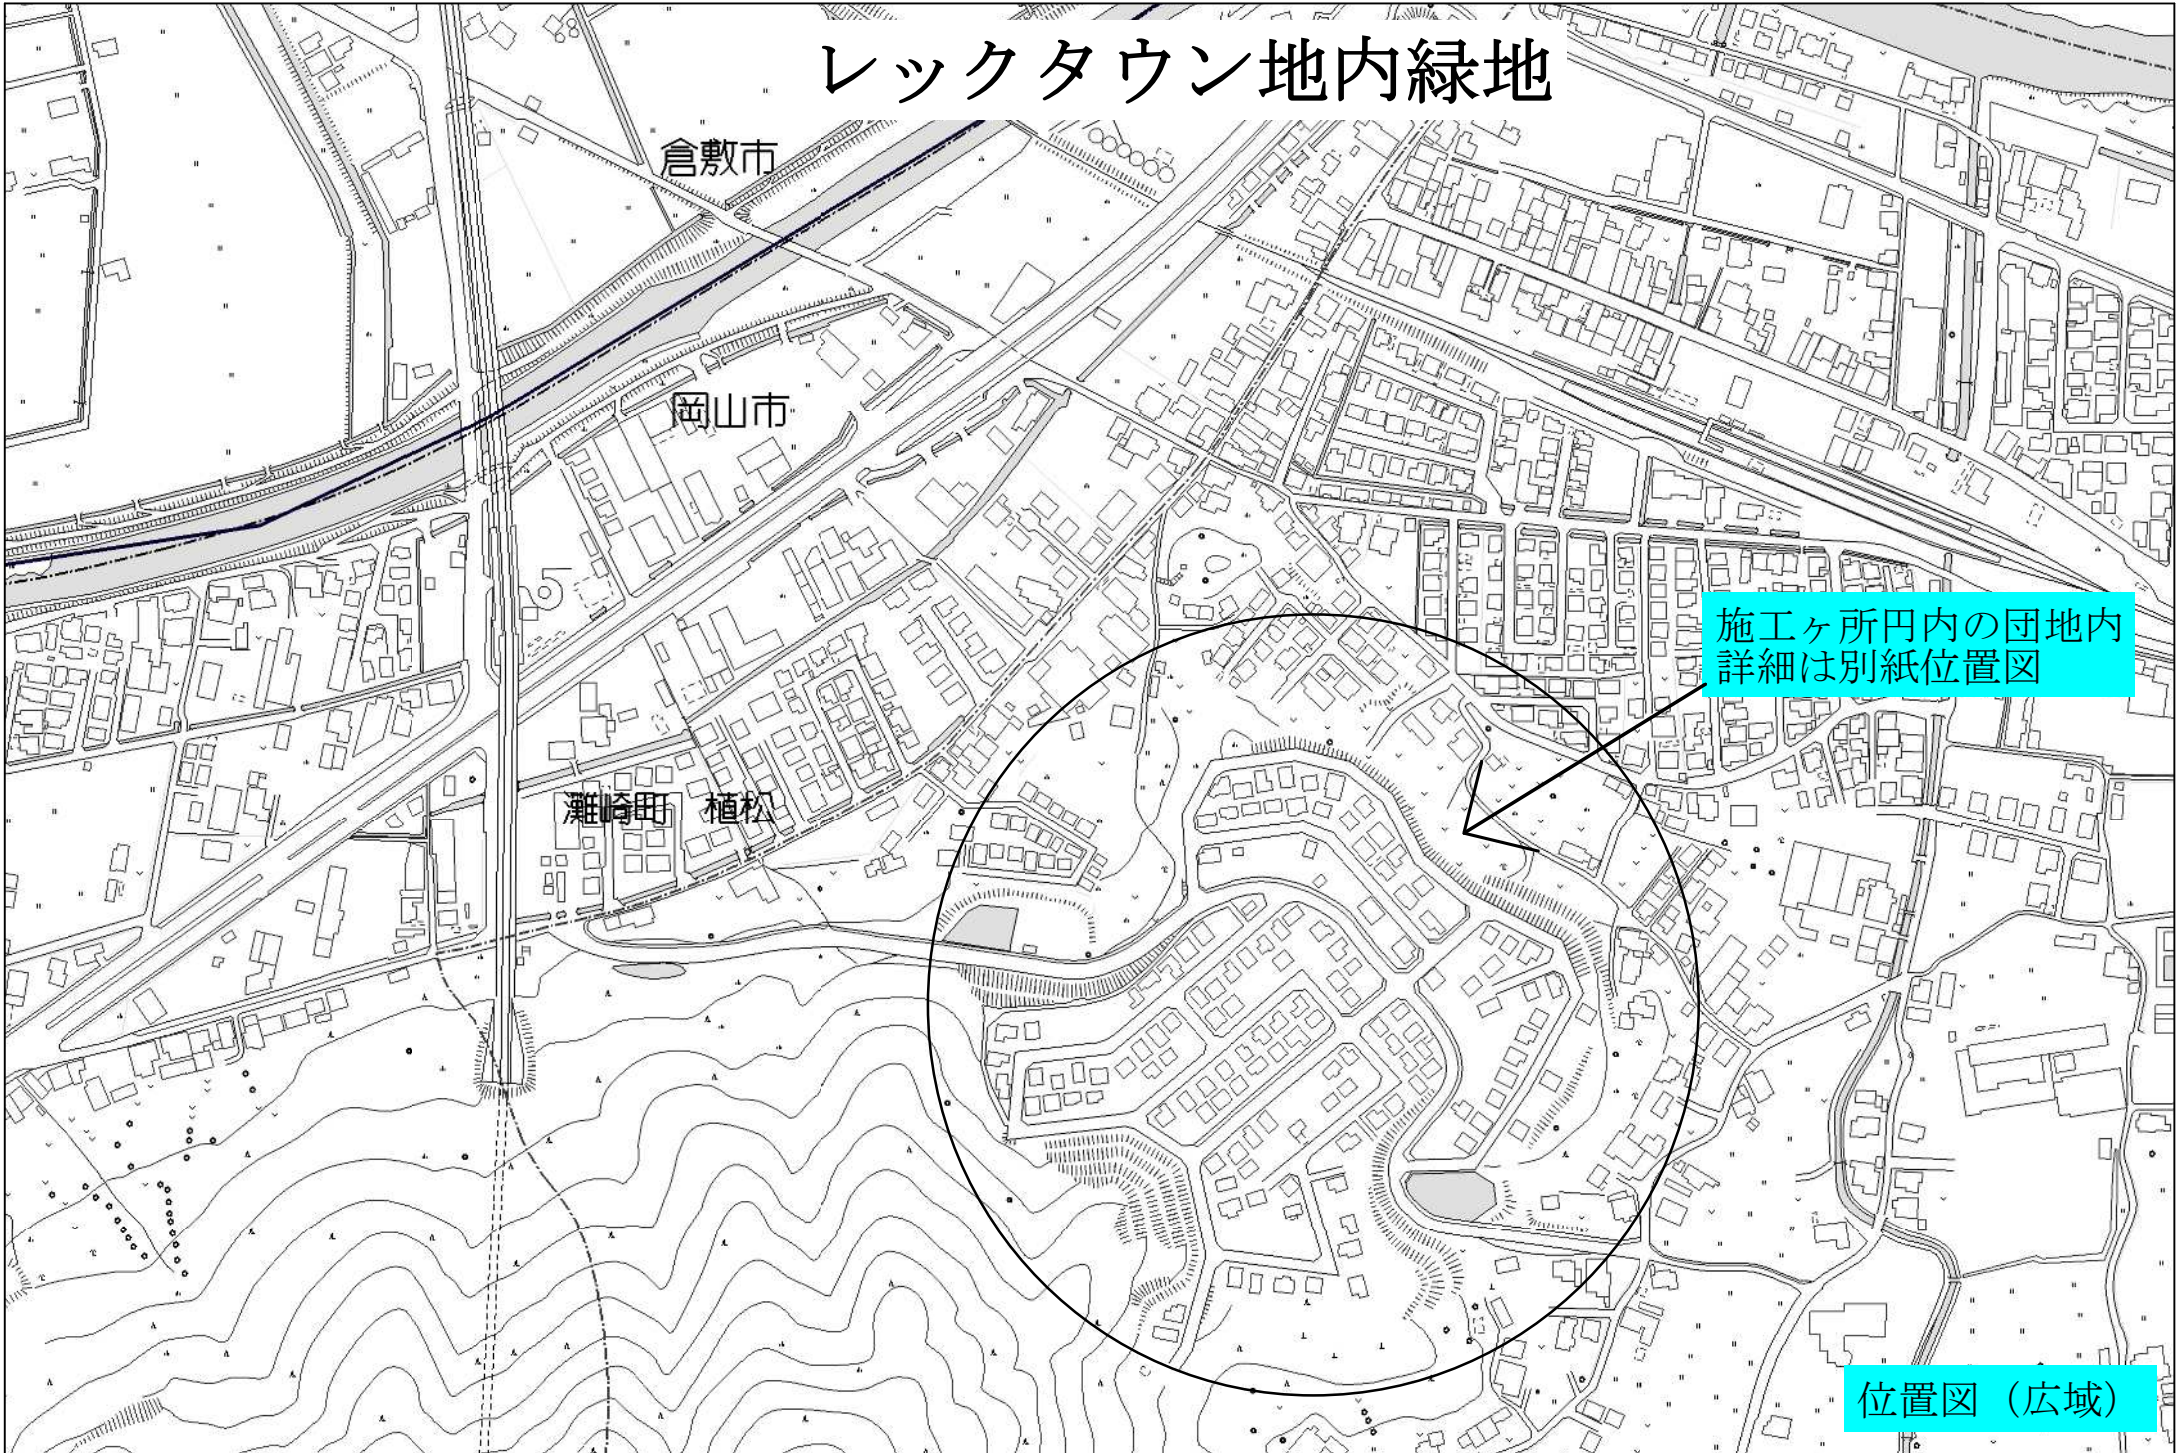 レックタウン地内緑地
倉敷市
岡山市
施工ヶ所円内の団地内
詳細は別紙位置図
灘崎町 植松
位置図（広域）